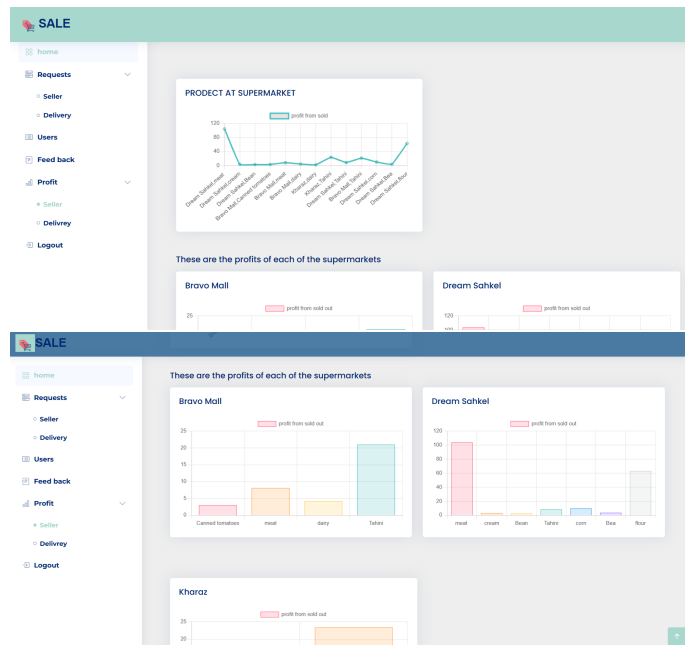 SALE
home
Requests
Seller
Delivery
Users
Feed back
Profit
Seller
Delivrey
Logout
PRODECT AT SUPERMARKET
profit from sold
120
80
40
0
Dream Sahkel,meat
Dream Sahkel,cream
Dream Sahkel,Bean
Bravo Mall,Canned tomatoes
Bravo Mall,meat
Bravo Mall,dairy
Kharaz,dairy
Kharaz,Tahini
Dream Sahkel,Tahini
Bravo Mall,Tahini
Dream Sahkel,corn
Dream Sahkel,Bea
Dream Sahkel,flour
These are the profits of each of the supermarkets
Bravo Mall
profit from sold out
25
Dream Sahkel
profit from sold out
120
100
SALE
home
Requests
Seller
Delivery
Users
Feed back
Profit
Seller
Delivrey
Logout
These are the profits of each of the supermarkets
Bravo Mall
profit from sold out
25
20
15
10
5
0
Canned tomatoes meat dairy Tahini
Dream Sahkel
profit from sold out
120
100
80
60
40
20
0
meat cream Bean Tahini corn Bea flour
Kharaz
profit from sold out
25
20